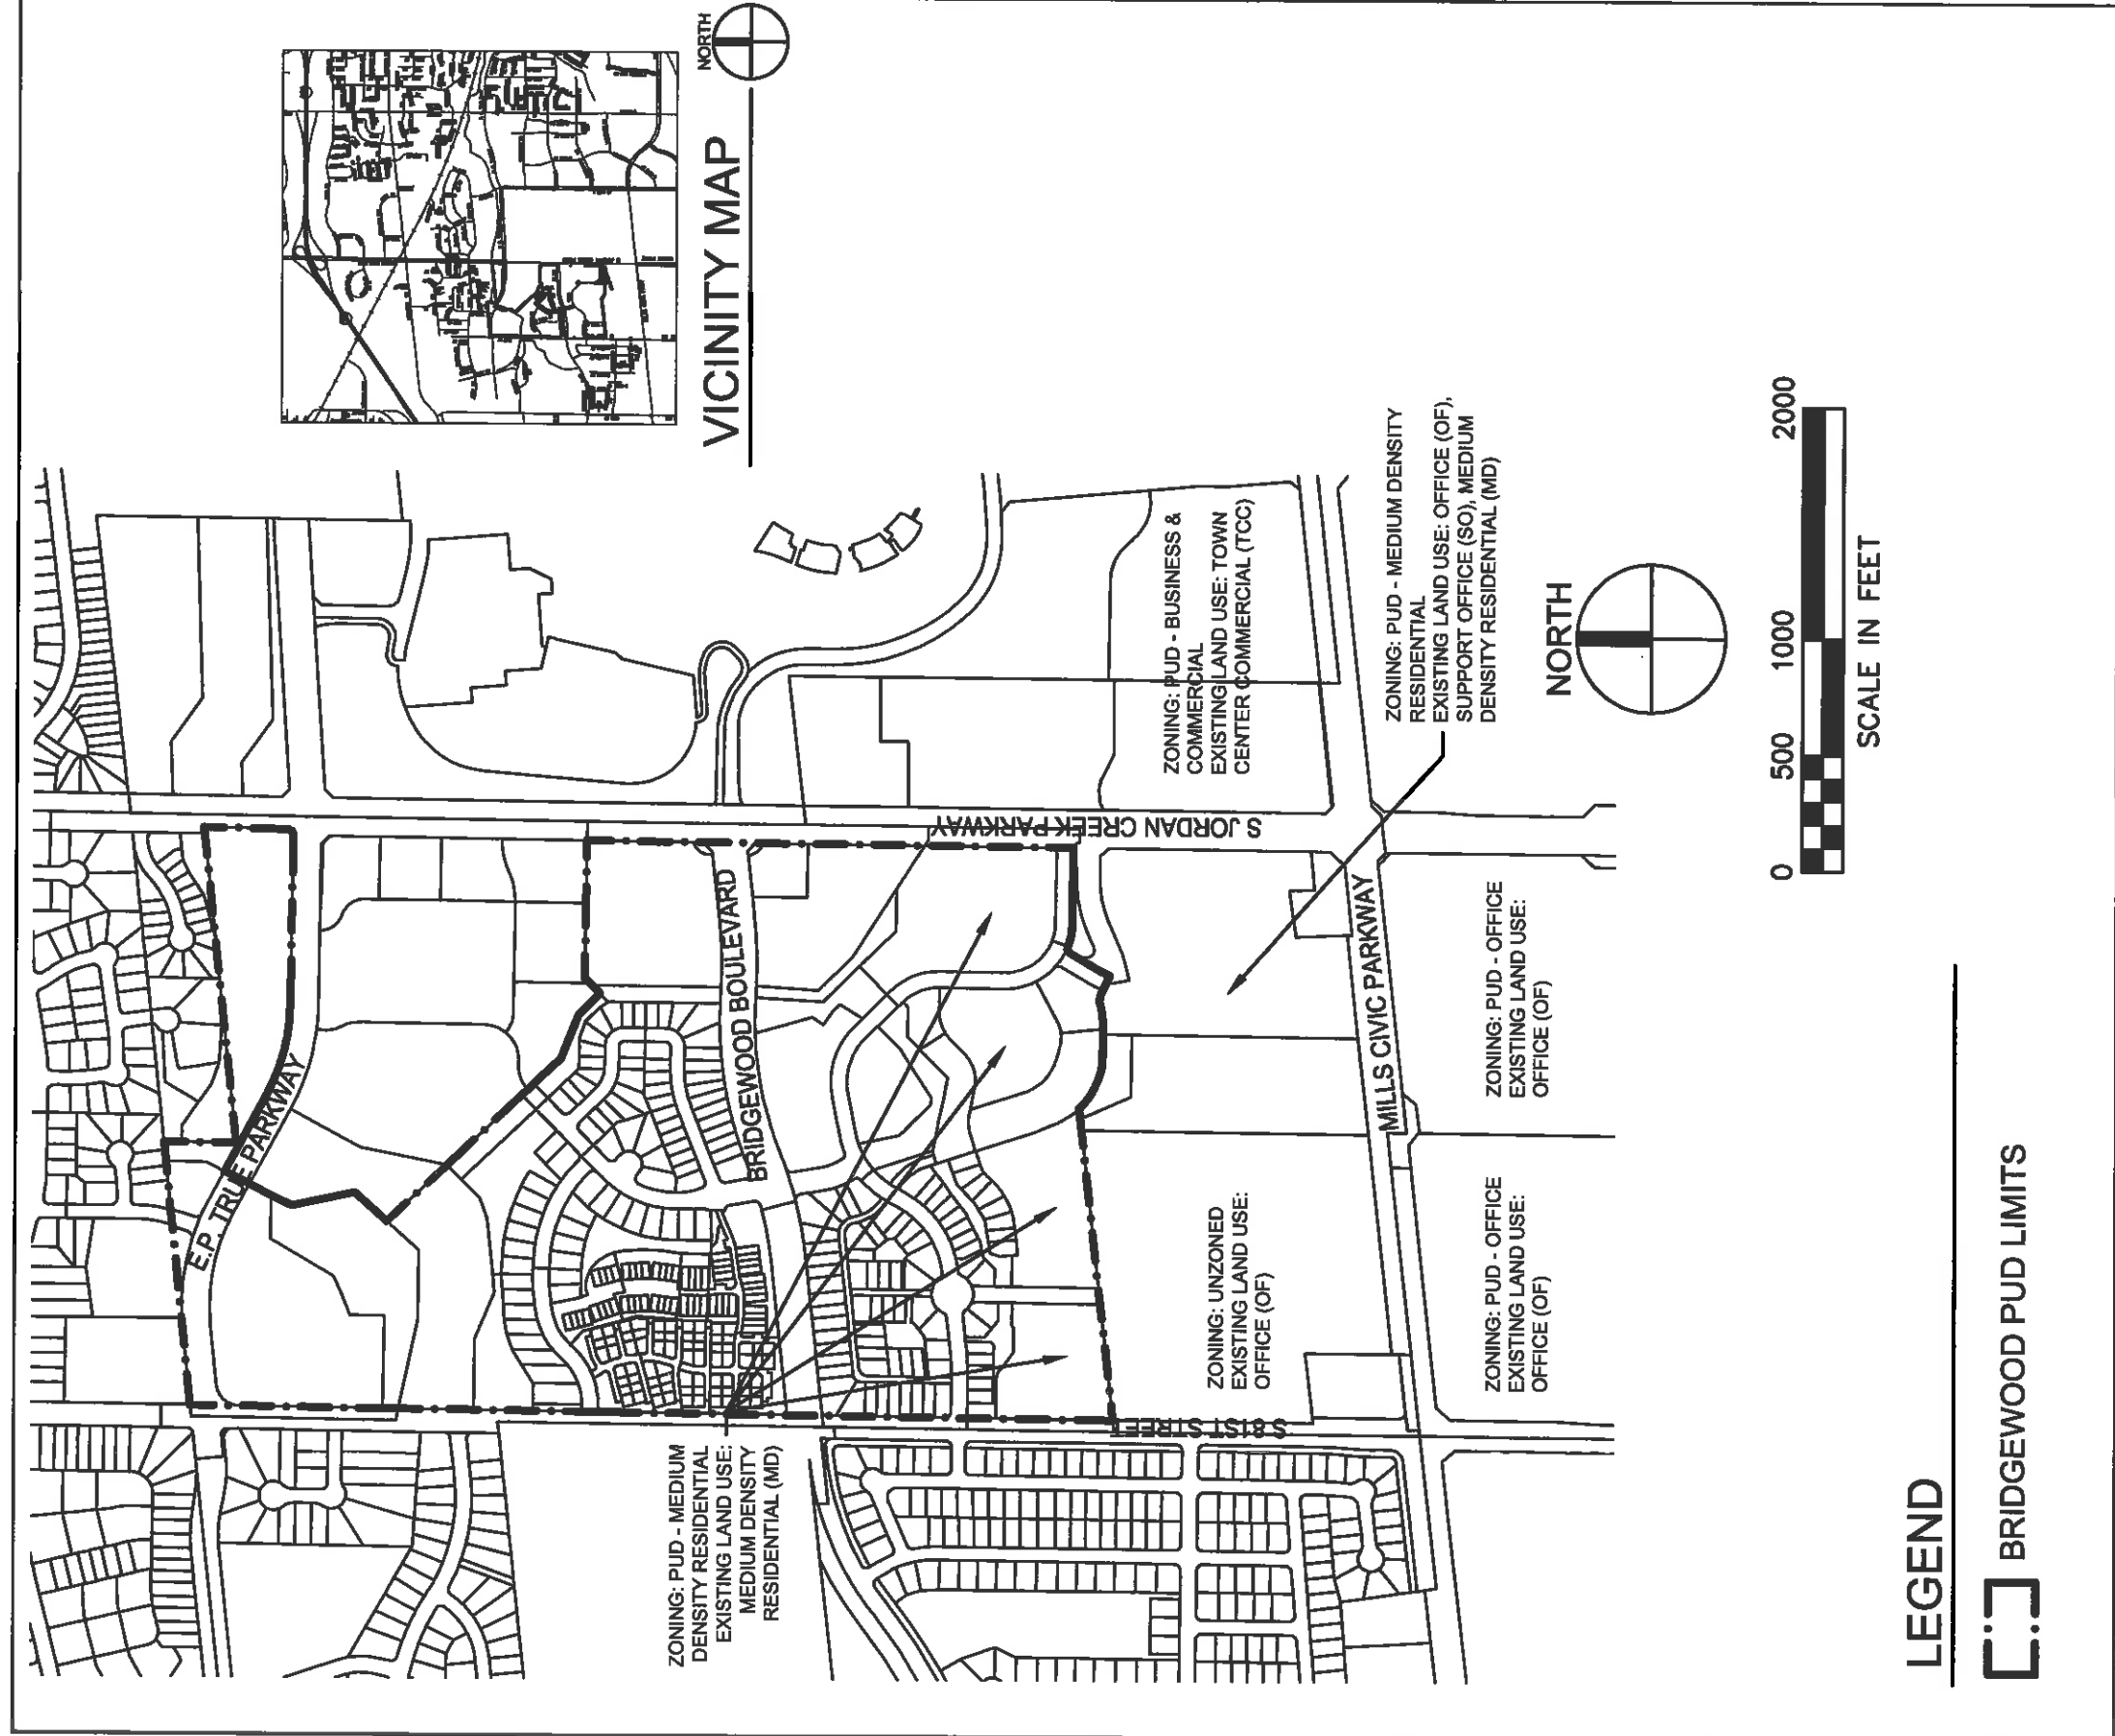 NORTH
VICINITY MAP
E.P. TRUE PARKWAY
BRIDGEWOOD BOULEVARD
S JORDAN CREEK PARKWAY
S 81ST STREET
MILLS CIVIC PARKWAY
ZONING: PUD - MEDIUM
DENSITY RESIDENTIAL
EXISTING LAND USE:
MEDIUM DENSITY
RESIDENTIAL (MD)
ZONING: PUD - BUSINESS &
COMMERCIAL
EXISTING LAND USE: TOWN
CENTER COMMERCIAL (TCC)
ZONING: UNZONED
EXISTING LAND USE:
OFFICE (OF)
ZONING: PUD - MEDIUM DENSITY
RESIDENTIAL
EXISTING LAND USE: OFFICE (OF),
SUPPORT OFFICE (SO), MEDIUM
DENSITY RESIDENTIAL (MD)
ZONING: PUD - OFFICE
EXISTING LAND USE:
OFFICE (OF)
ZONING: PUD - OFFICE
EXISTING LAND USE:
OFFICE (OF)
NORTH
0 500 1000 2000
SCALE IN FEET
LEGEND
BRIDGEWOOD PUD LIMITS